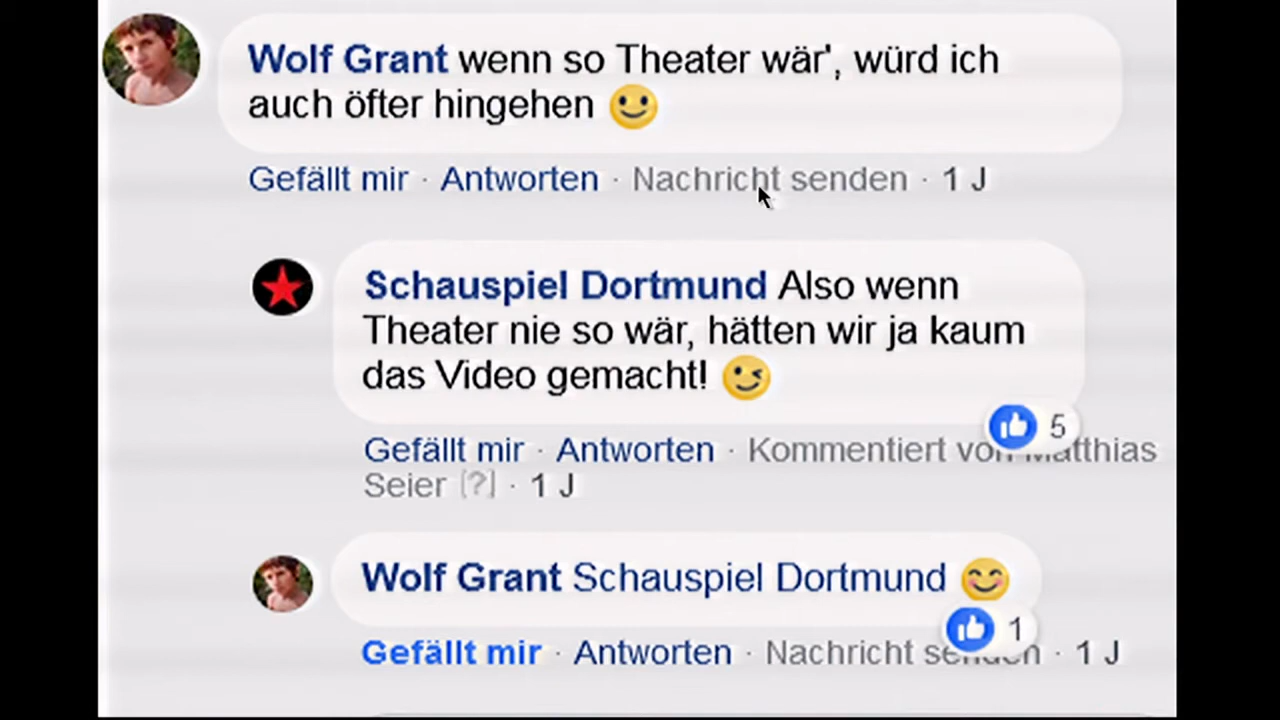 Wolf Grant wenn so Theater wär', würd ich
auch öfter hingehen 🙂
Gefällt mir · Antworten · Nachricht senden · 1 J
Schauspiel Dortmund Also wenn
Theater nie so wär, hätten wir ja kaum
das Video gemacht! 😉
5
Gefällt mir · Antworten · Kommentiert von Matthias
Seier [?] · 1 J
Wolf Grant Schauspiel Dortmund 😊
1
Gefällt mir · Antworten · Nachricht senden · 1 J